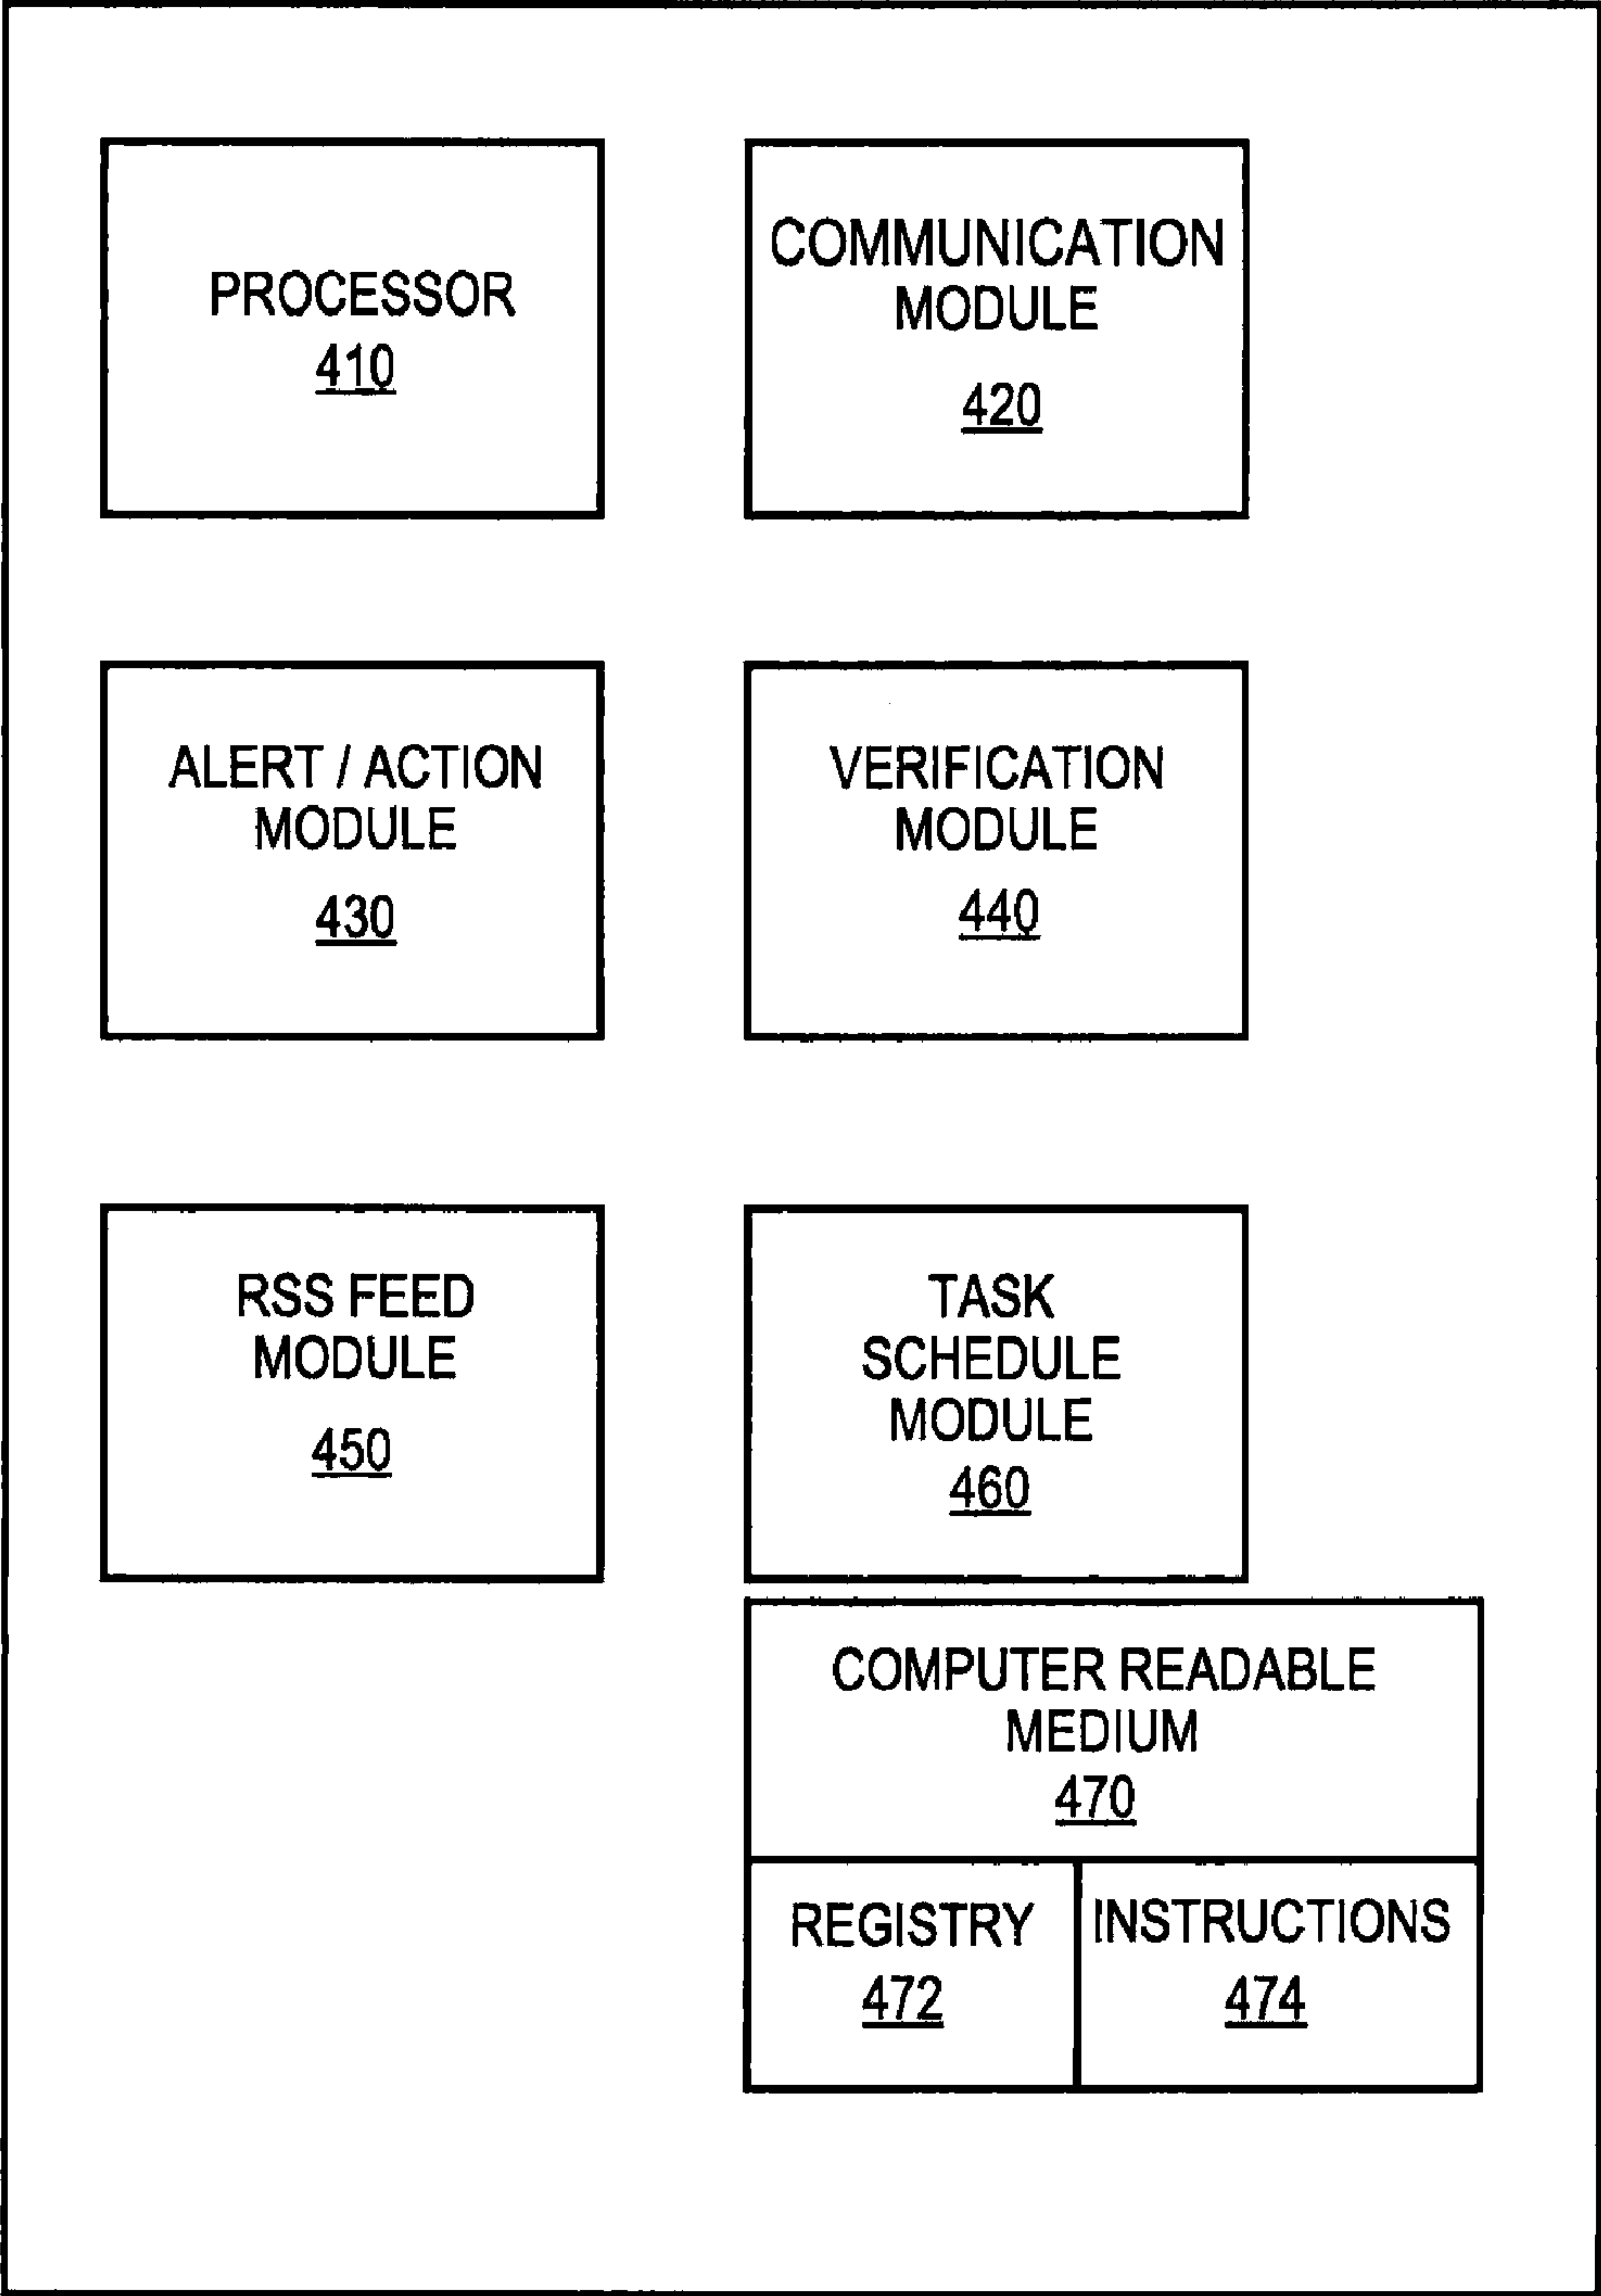 PROCESSOR
410
COMMUNICATION
MODULE
420
ALERT / ACTION
MODULE
430
VERIFICATION
MODULE
440
RSS FEED
MODULE
450
TASK
SCHEDULE
MODULE
460
COMPUTER READABLE
MEDIUM
470
REGISTRY
472
INSTRUCTIONS
474